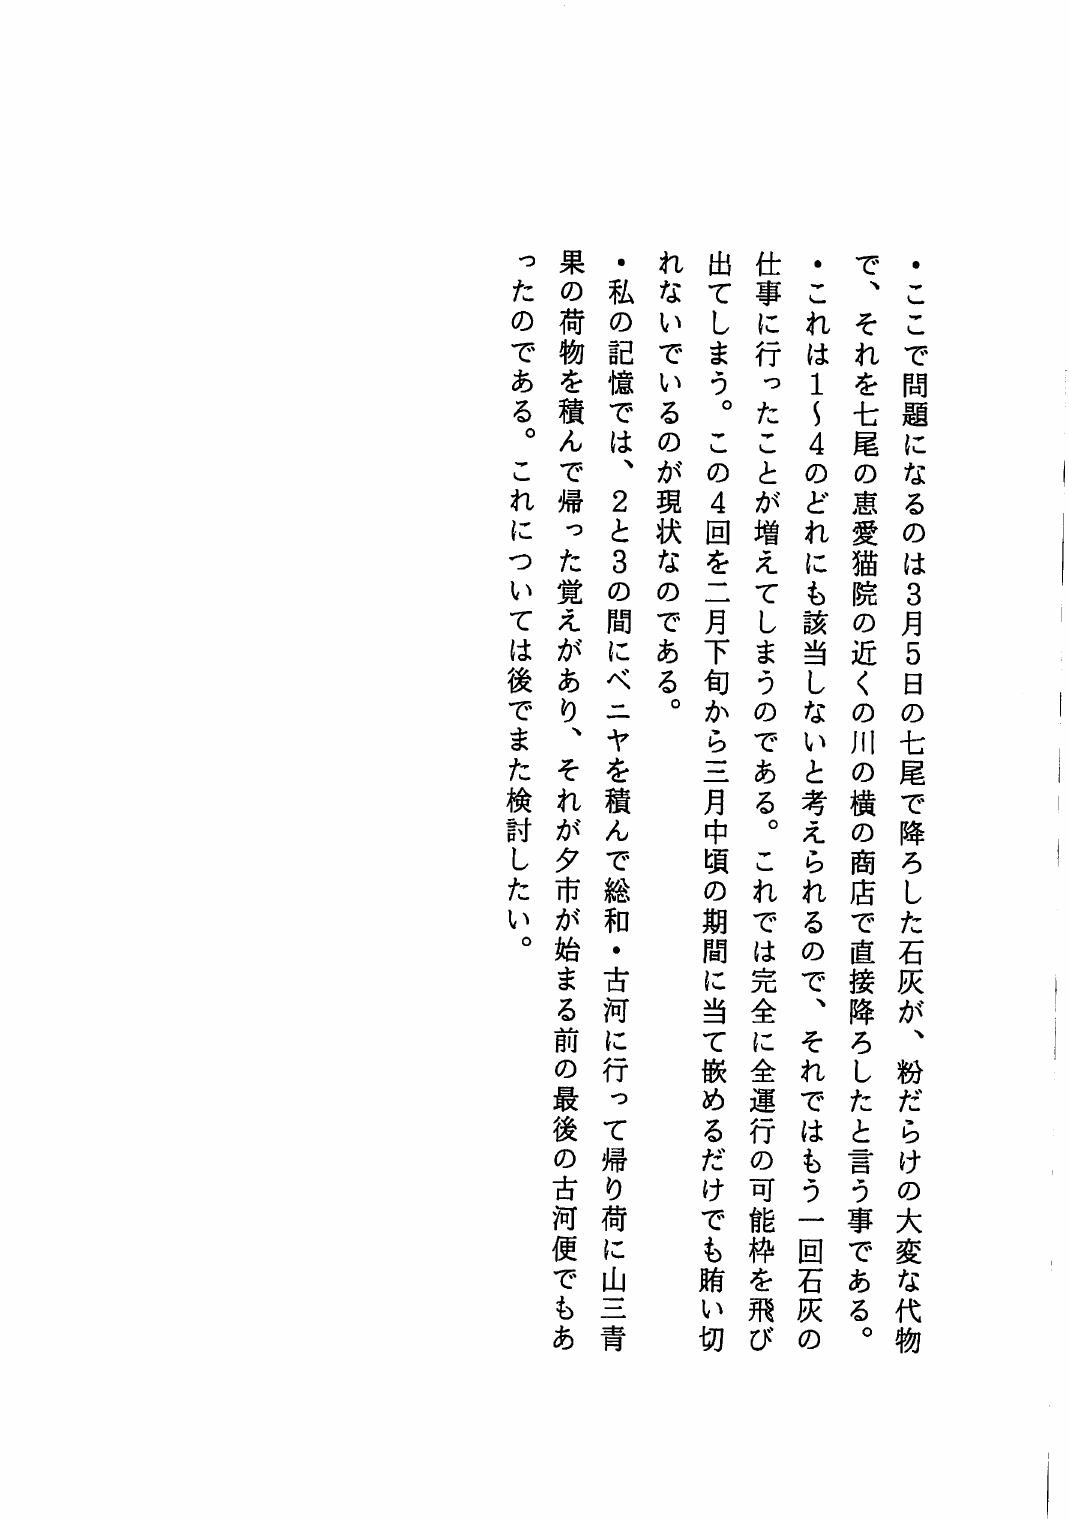 ・ここで問題になるのは３月５日の七尾で降ろした石灰が、粉だらけの大変な代物
で、それを七尾の恵愛猫院の近くの川の横の商店で直接降ろしたと言う事である。
・これは１～４のどれにも該当しないと考えられるので、それではもう一回石灰の
仕事に行ったことが増えてしまうのである。これでは完全に全運行の可能枠を飛び
出てしまう。この４回を二月下旬から三月中頃の期間に当て嵌めるだけでも賄い切
れないでいるのが現状なのである。
・私の記憶では、２と３の間にベニヤを積んで総和・古河に行って帰り荷に山三青
果の荷物を積んで帰った覚えがあり、それが夕市が始まる前の最後の古河便でもあ
ったのである。これについては後でまた検討したい。